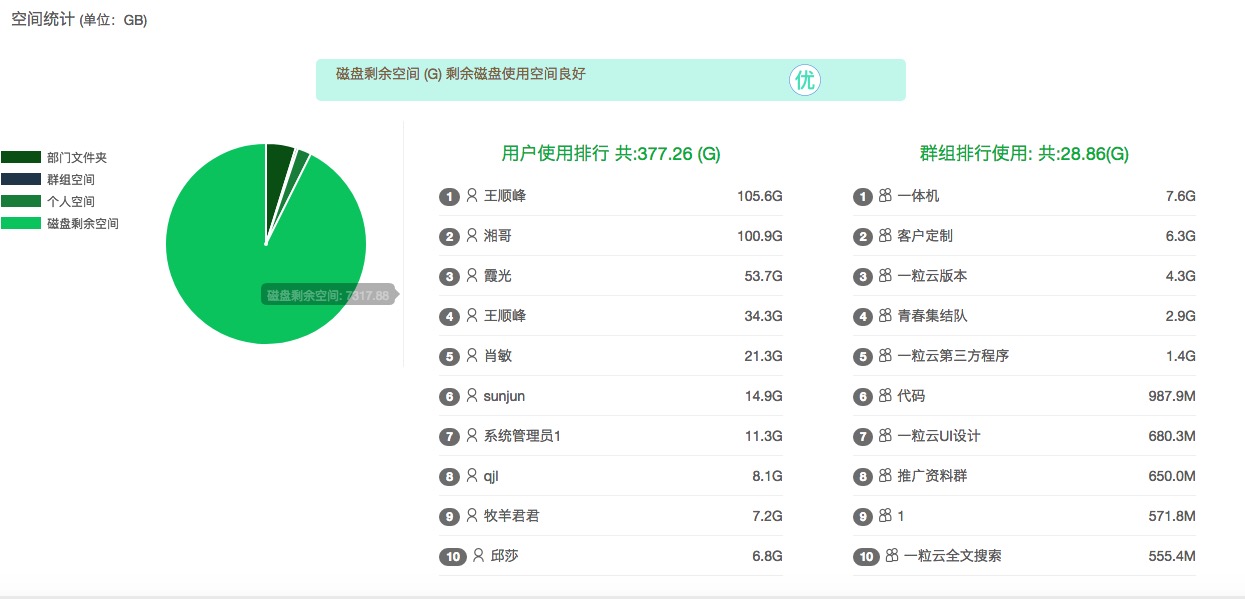 空间统计 (单位：GB)
磁盘剩余空间 (G) 剩余磁盘使用空间良好
优
部门文件夹
群组空间
个人空间
磁盘剩余空间
磁盘剩余空间: 7317.88
用户使用排行 共:377.26 (G)
1 王顺峰 105.6G
2 湘哥 100.9G
3 霞光 53.7G
4 王顺峰 34.3G
5 肖敏 21.3G
6 sunjun 14.9G
7 系统管理员1 11.3G
8 qjl 8.1G
9 牧羊君君 7.2G
10 邱莎 6.8G
群组排行使用: 共:28.86(G)
1 一体机 7.6G
2 客户定制 6.3G
3 一粒云版本 4.3G
4 青春集结队 2.9G
5 一粒云第三方程序 1.4G
6 代码 987.9M
7 一粒云UI设计 680.3M
8 推广资料群 650.0M
9 1 571.8M
10 一粒云全文搜索 555.4M